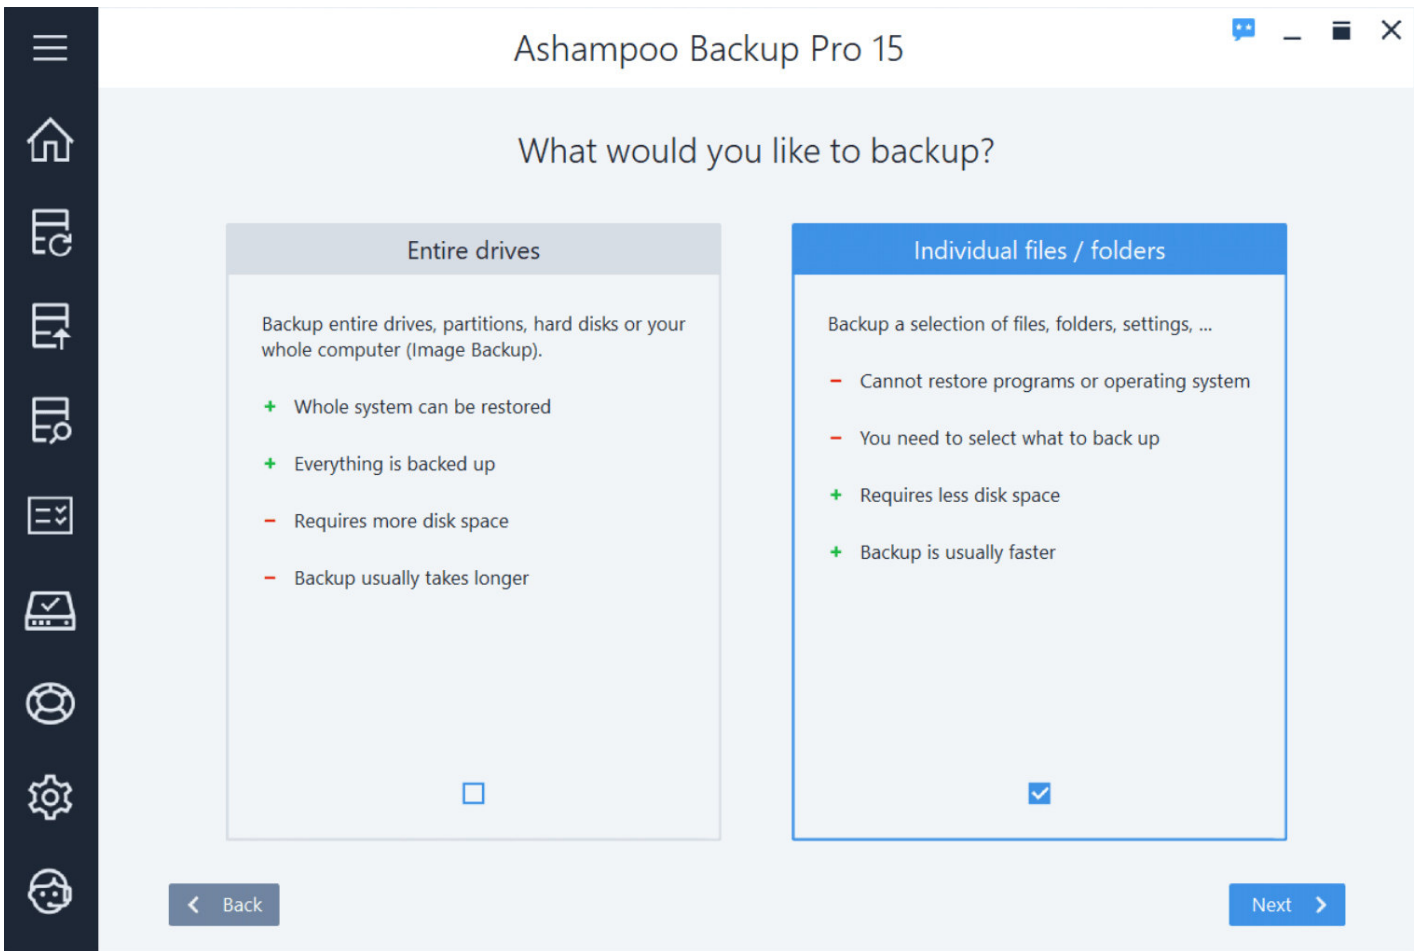 Ashampoo Backup Pro 15
What would you like to backup?
Entire drives
Backup entire drives, partitions, hard disks or your
whole computer (Image Backup).
+ Whole system can be restored
+ Everything is backed up
- Requires more disk space
- Backup usually takes longer
Individual files / folders
Backup a selection of files, folders, settings, ...
- Cannot restore programs or operating system
- You need to select what to back up
+ Requires less disk space
+ Backup is usually faster
Back
Next